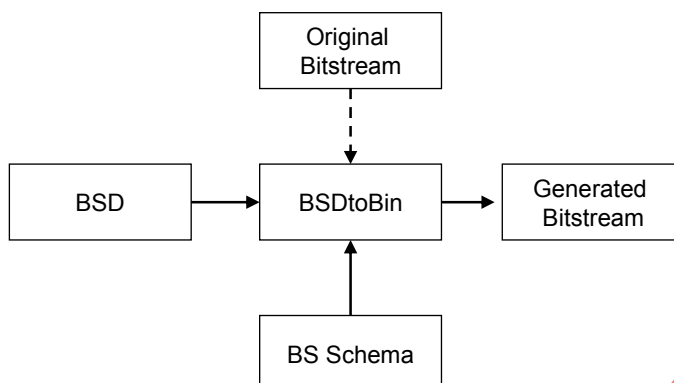 Original
Bitstream
BSD
BSDtoBin
Generated
Bitstream
BS Schema